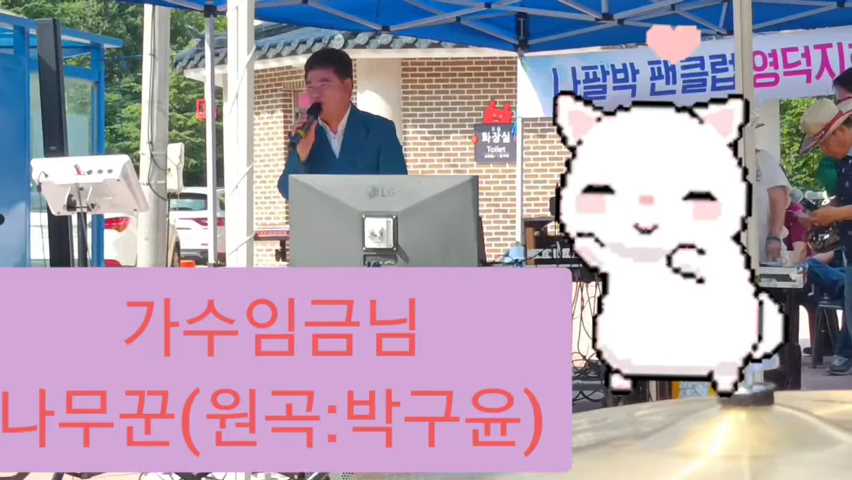 나팔박 팬클럽 영덕지
화장실
Toilet
LG
가수임금님
나무꾼(원곡:박구윤)